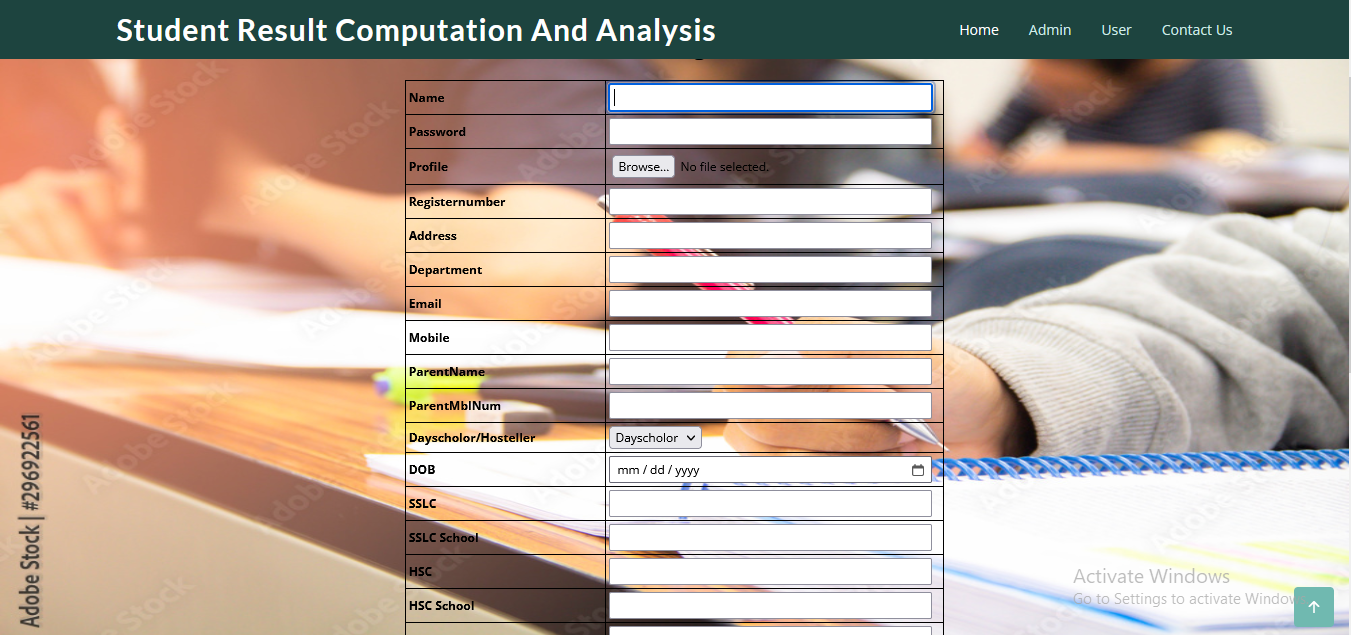 Student Result Computation And Analysis
Home Admin User Contact Us
Name
Password
Profile Browse... No file selected.
Registernumber
Address
Department
Email
Mobile
ParentName
ParentMblNum
Dayscholor/Hosteller Dayscholor
DOB mm / dd / yyyy
SSLC
SSLC School
HSC
HSC School
Adobe Stock | #296922561
Activate Windows
Go to Settings to activate
Adobe Stock